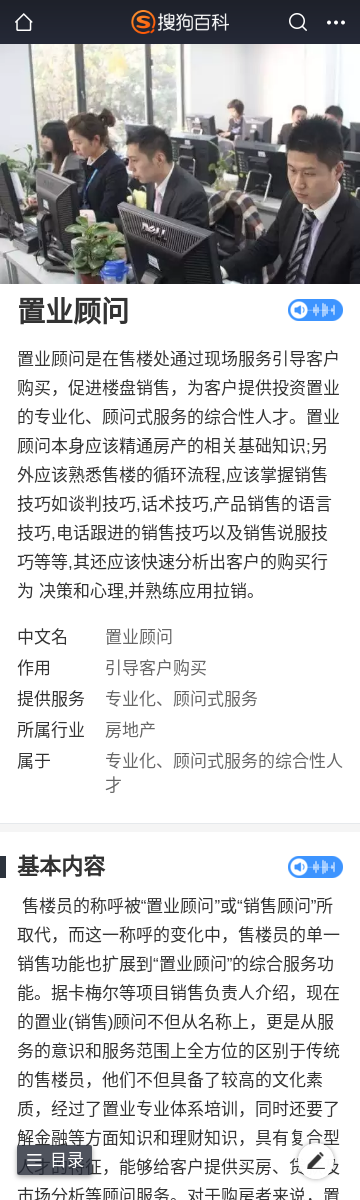 搜狗百科
DELL
置业顾问
置业顾问是在售楼处通过现场服务引导客户
购买，促进楼盘销售，为客户提供投资置业
的专业化、顾问式服务的综合性人才。置业
顾问本身应该精通房产的相关基础知识;另
外应该熟悉售楼的循环流程,应该掌握销售
技巧如谈判技巧,话术技巧,产品销售的语言
技巧,电话跟进的销售技巧以及销售说服技
巧等等,其还应该快速分析出客户的购买行
为 决策和心理,并熟练应用拉销。
中文名 置业顾问
作用 引导客户购买
提供服务 专业化、顾问式服务
所属行业 房地产
属于 专业化、顾问式服务的综合性人
才
基本内容
售楼员的称呼被“置业顾问”或“销售顾问”所
取代，而这一称呼的变化中，售楼员的单一
销售功能也扩展到“置业顾问”的综合服务功
能。据卡梅尔等项目销售负责人介绍，现在
的置业(销售)顾问不但从名称上，更是从服
务的意识和服务范围上全方位的区别于传统
的售楼员，他们不但具备了较高的文化素
质，经过了置业专业体系培训，同时还要了
解金融等方面知识和理财知识，具有复合型
人才的特征，能够给客户提供买房、贷
市场分析等顾问服务。对于购房者来说，置
目录